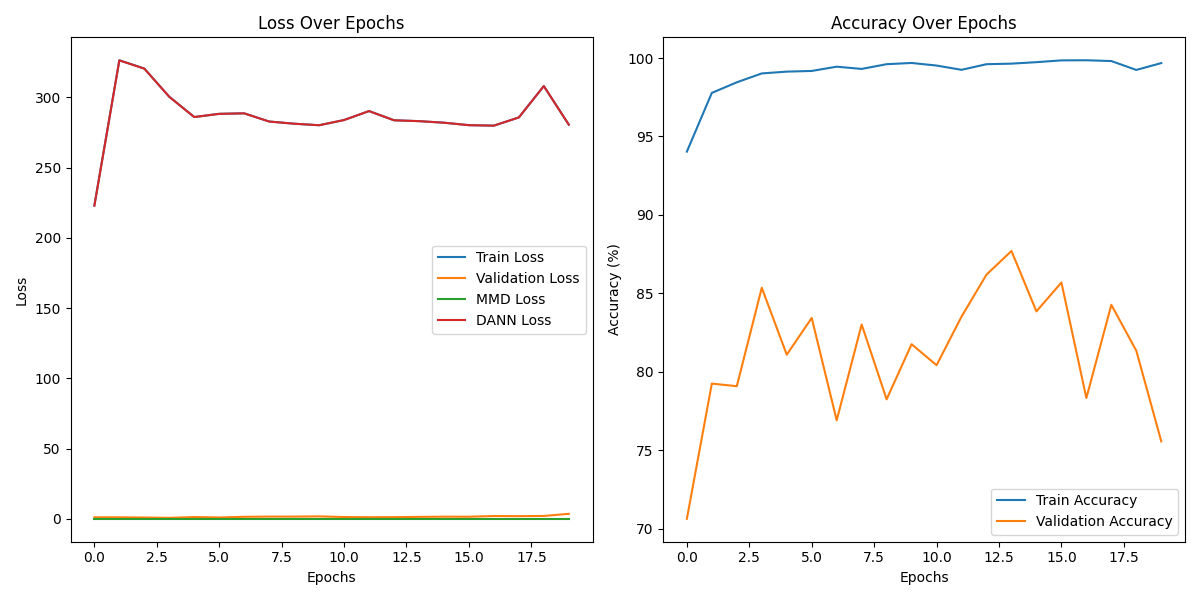 Loss Over Epochs
Loss
300
250
200
150
100
50
0
0.0 2.5 5.0 7.5 10.0 12.5 15.0 17.5
Epochs
Train Loss
Validation Loss
MMD Loss
DANN Loss
Accuracy Over Epochs
Accuracy (%)
100
95
90
85
80
75
70
0.0 2.5 5.0 7.5 10.0 12.5 15.0 17.5
Epochs
Train Accuracy
Validation Accuracy